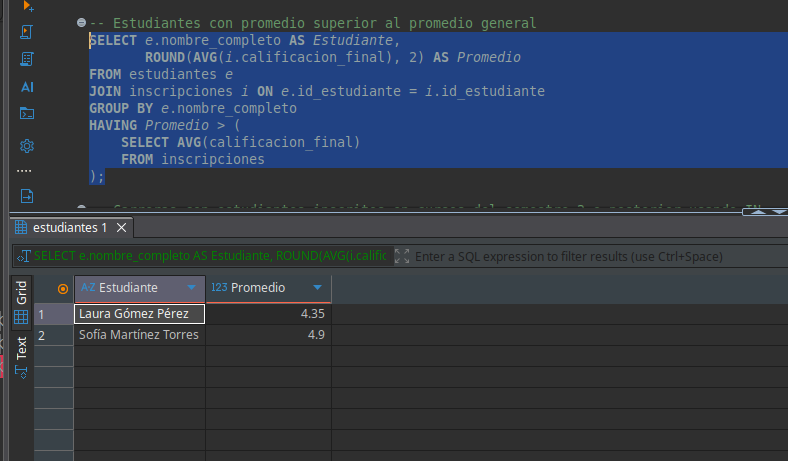 -- Estudiantes con promedio superior al promedio general
SELECT e.nombre_completo AS Estudiante,
ROUND(AVG(i.calificacion_final), 2) AS Promedio
FROM estudiantes e
JOIN inscripciones i ON e.id_estudiante = i.id_estudiante
GROUP BY e.nombre_completo
HAVING Promedio > (
SELECT AVG(calificacion_final)
FROM inscripciones
);
estudiantes 1
SELECT e.nombre_completo AS Estudiante, ROUND(AVG(i.calific
Enter a SQL expression to filter results (use Ctrl+Space)
Grid
Text
A-Z Estudiante
123 Promedio
1 Laura Gómez Pérez 4.35
2 Sofía Martínez Torres 4.9
AI